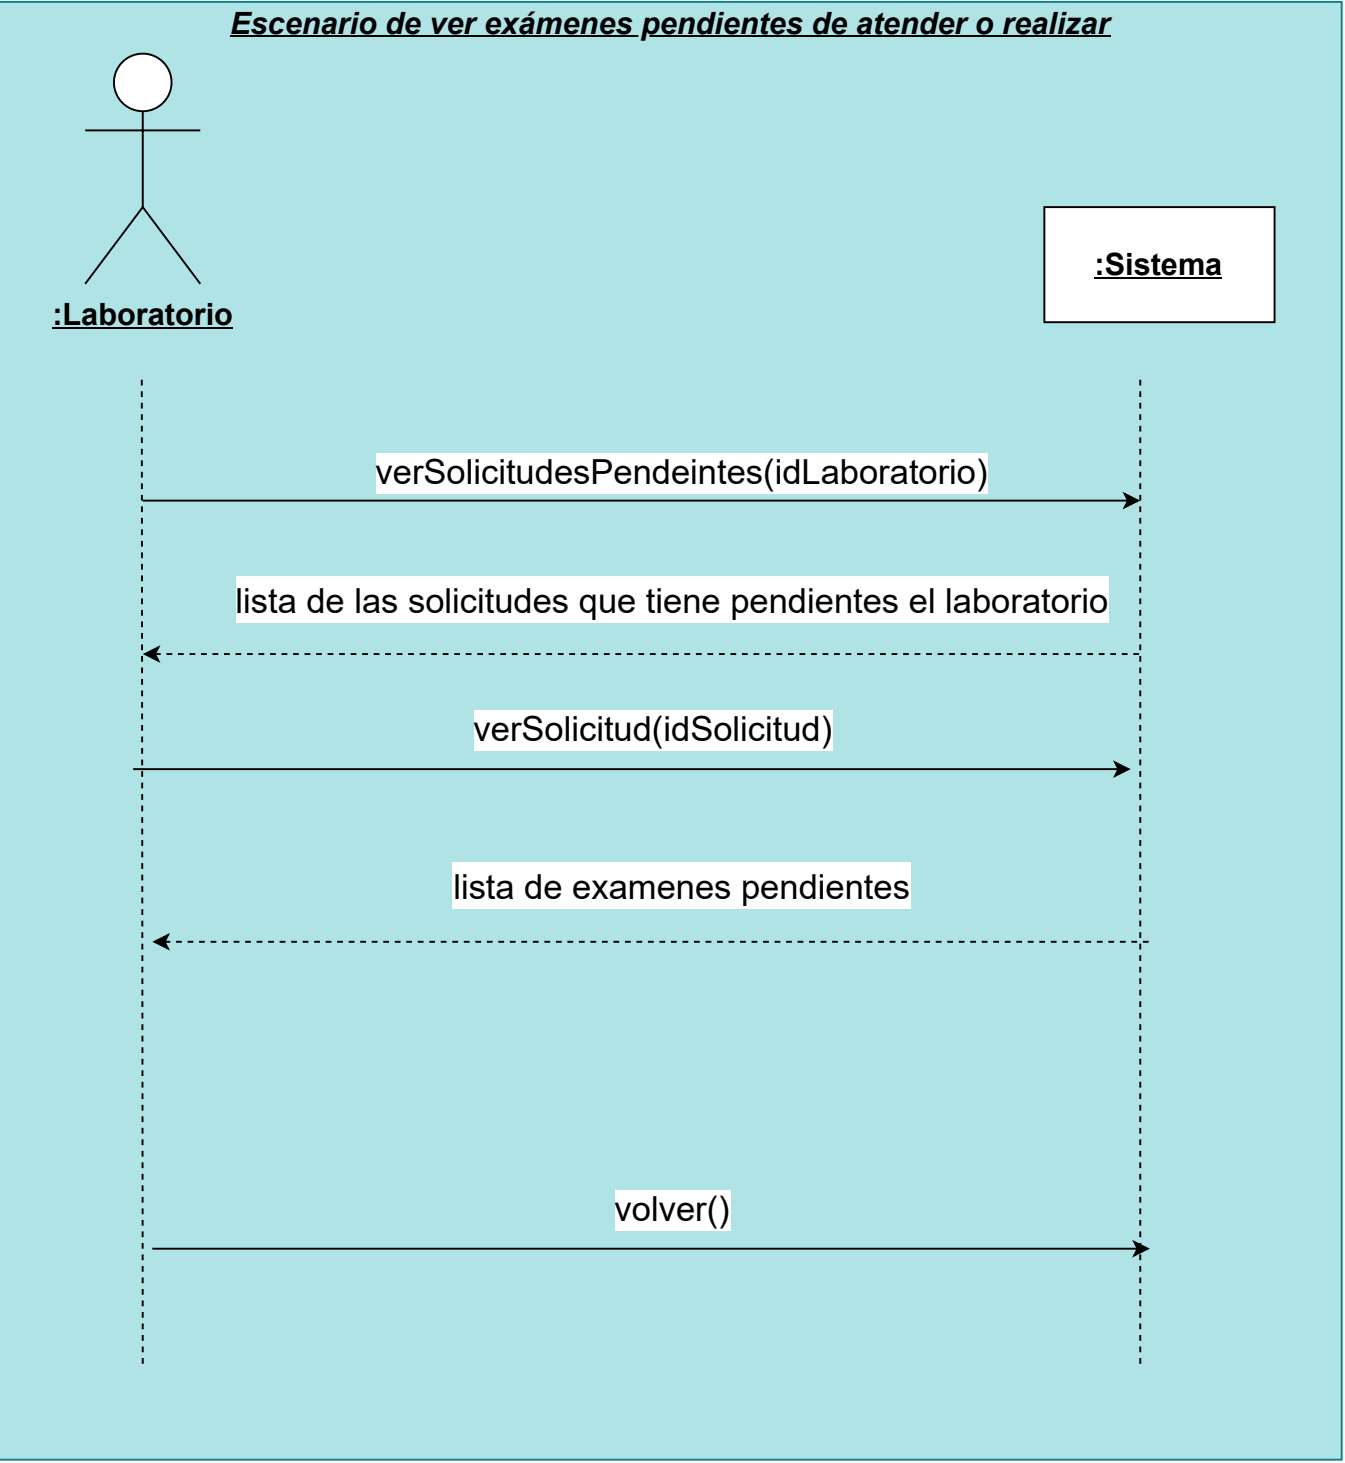 Escenario de ver exámenes pendientes de atender o realizar
:Sistema
:Laboratorio
verSolicitudesPendeintes(idLaboratorio)
lista de las solicitudes que tiene pendientes el laboratorio
verSolicitud(idSolicitud)
lista de examenes pendientes
volver()